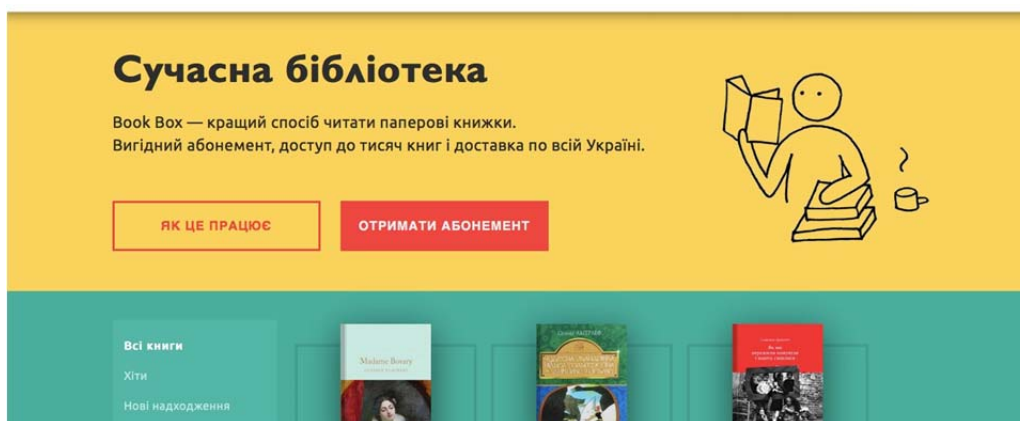 Сучасна бібліотека
Book Box — кращий спосіб читати паперові книжки.
Вигідний абонемент, доступ до тисяч книг і доставка по всій Україні.
ЯК ЦЕ ПРАЦЮЄ
ОТРИМАТИ АБОНЕМЕНТ
Всі книги
Хіти
Нові надходження
Madame Bovary